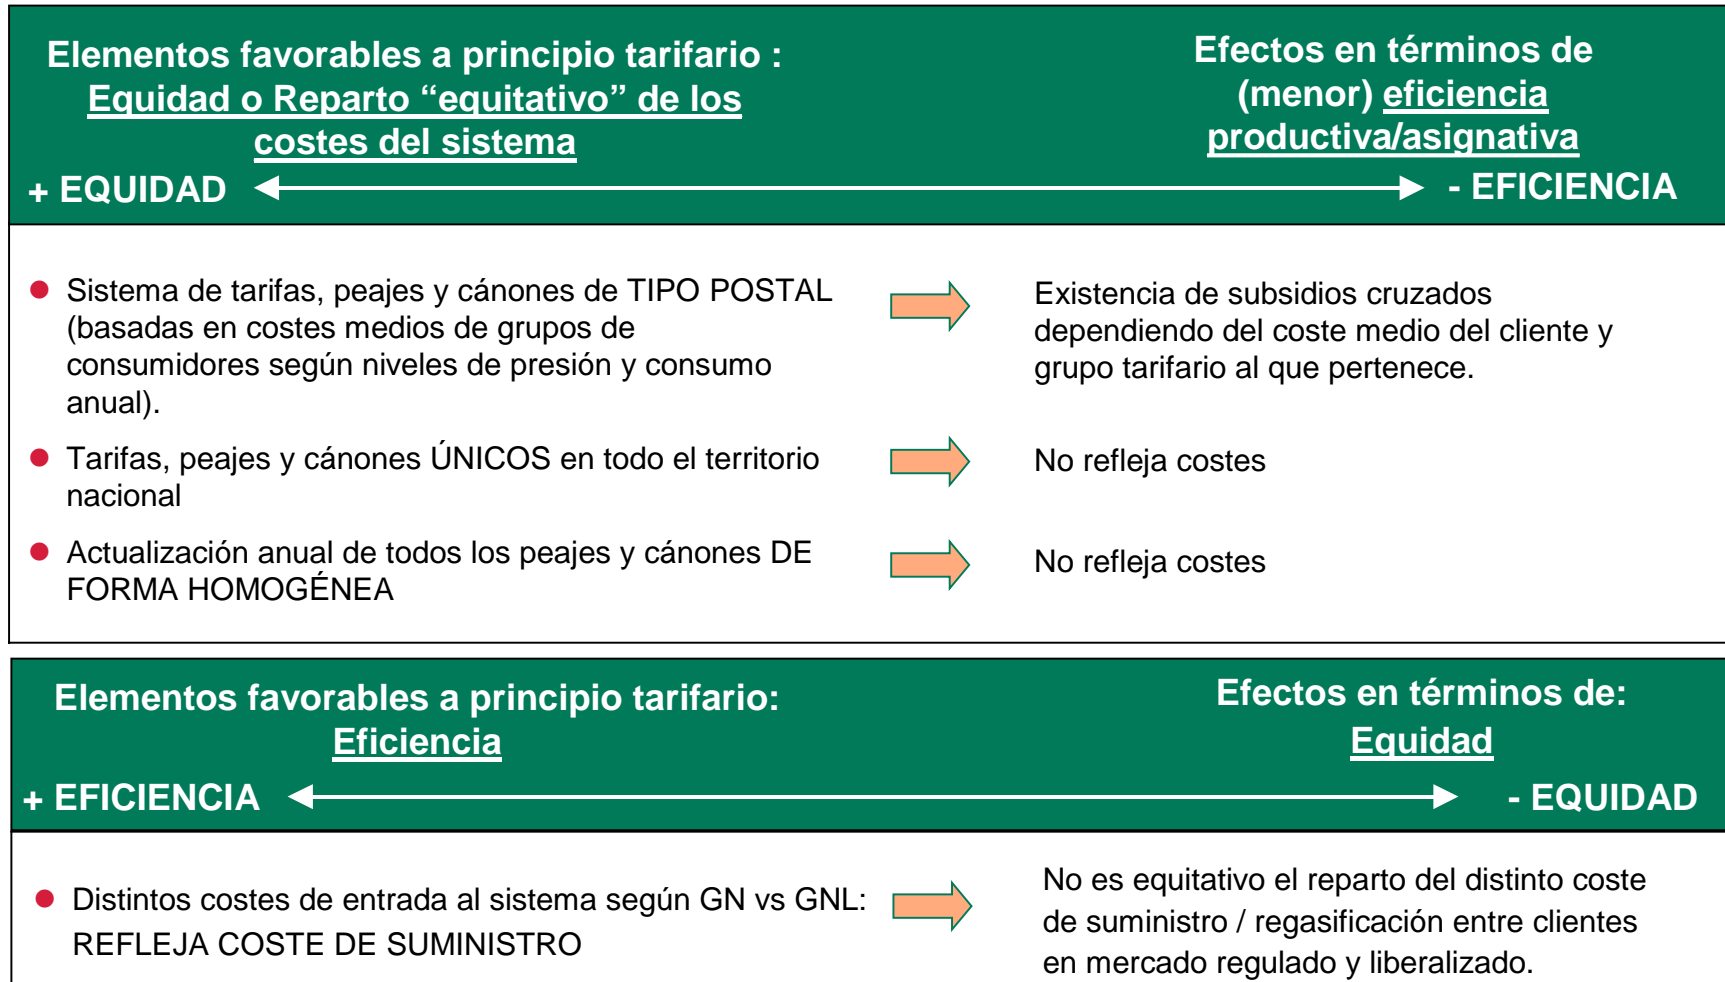 Elementos favorables a principio tarifario :
Equidad o Reparto “equitativo” de los
costes del sistema
Efectos en términos de
(menor) eficiencia
productiva/asignativa
+ EQUIDAD
- EFICIENCIA
Sistema de tarifas, peajes y cánones de TIPO POSTAL
(basadas en costes medios de grupos de
consumidores según niveles de presión y consumo
anual).
Existencia de subsidios cruzados
dependiendo del coste medio del cliente y
grupo tarifario al que pertenece.
Tarifas, peajes y cánones ÚNICOS en todo el territorio
nacional
No refleja costes
Actualización anual de todos los peajes y cánones DE
FORMA HOMOGÉNEA
No refleja costes
Elementos favorables a principio tarifario:
Eficiencia
Efectos en términos de:
Equidad
+ EFICIENCIA
- EQUIDAD
Distintos costes de entrada al sistema según GN vs GNL:
REFLEJA COSTE DE SUMINISTRO
No es equitativo el reparto del distinto coste
de suministro / regasificación entre clientes
en mercado regulado y liberalizado.